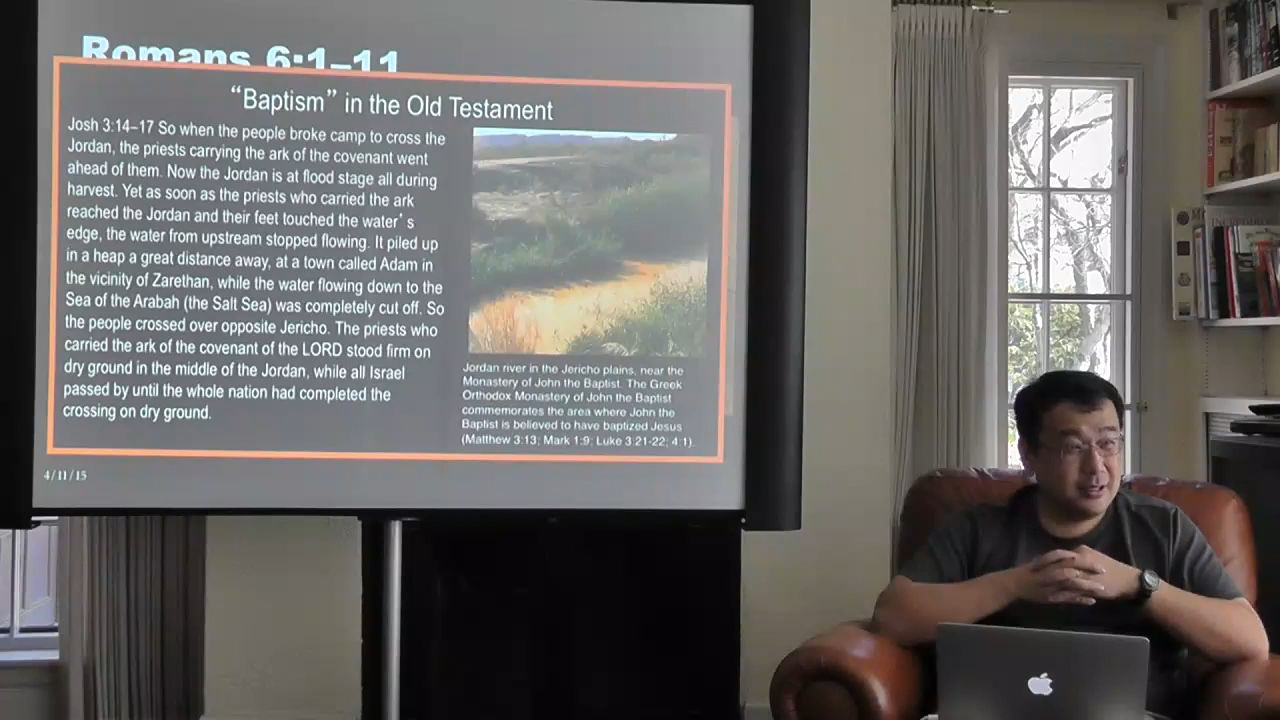 Romans 6:1–11
“Baptism” in the Old Testament
Josh 3:14–17 So when the people broke camp to cross the
Jordan, the priests carrying the ark of the covenant went
ahead of them. Now the Jordan is at flood stage all during
harvest. Yet as soon as the priests who carried the ark
reached the Jordan and their feet touched the water’s
edge, the water from upstream stopped flowing. It piled up
in a heap a great distance away, at a town called Adam in
the vicinity of Zarethan, while the water flowing down to the
Sea of the Arabah (the Salt Sea) was completely cut off. So
the people crossed over opposite Jericho. The priests who
carried the ark of the covenant of the LORD stood firm on
dry ground in the middle of the Jordan, while all Israel
passed by until the whole nation had completed the
crossing on dry ground.
Jordan river in the Jericho plains, near the
Monastery of John the Baptist. The Greek
Orthodox Monastery of John the Baptist
commemorates the area where John the
Baptist is believed to have baptized Jesus
(Matthew 3:13; Mark 1:9; Luke 3:21-22; 4:1).
4/11/15